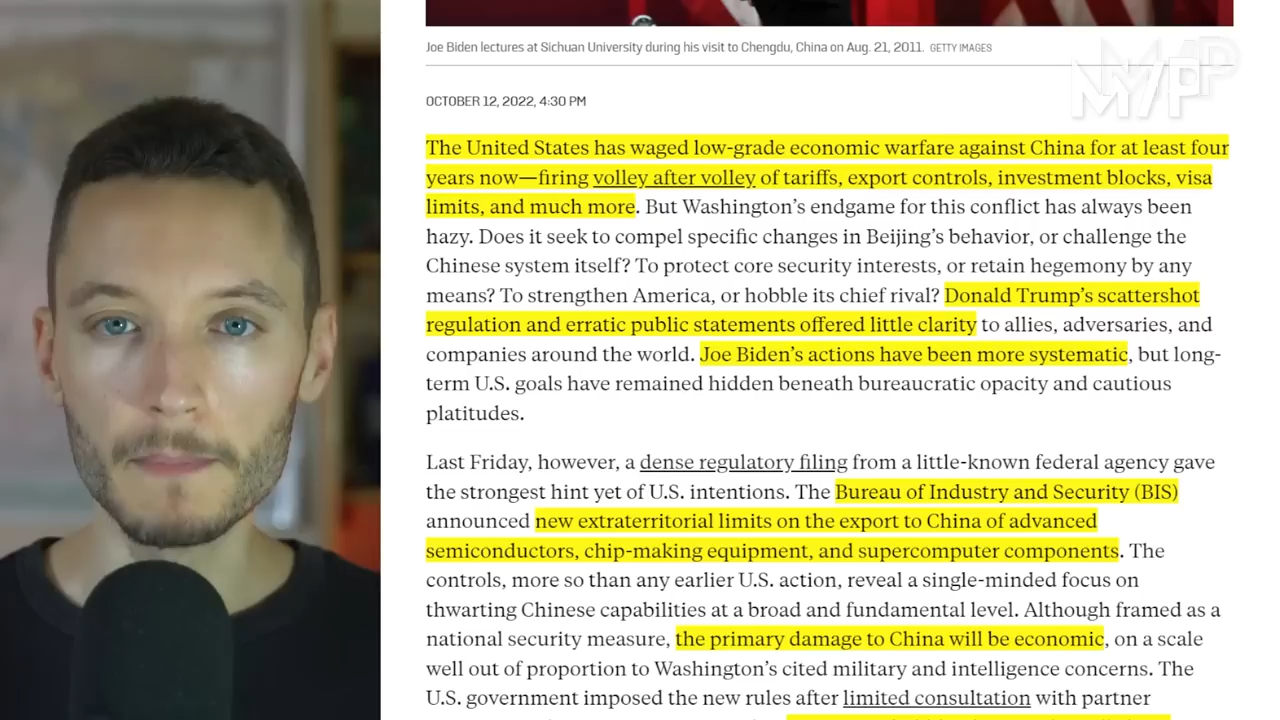 Joe Biden lectures at Sichuan University during his visit to Chengdu, China on Aug. 21, 2011. GETTY IMAGES
OCTOBER 12, 2022, 4:30 PM
The United States has waged low-grade economic warfare against China for at least four
years now—firing volley after volley of tariffs, export controls, investment blocks, visa
limits, and much more. But Washington’s endgame for this conflict has always been
hazy. Does it seek to compel specific changes in Beijing’s behavior, or challenge the
Chinese system itself? To protect core security interests, or retain hegemony by any
means? To strengthen America, or hobble its chief rival? Donald Trump’s scattershot
regulation and erratic public statements offered little clarity to allies, adversaries, and
companies around the world. Joe Biden’s actions have been more systematic, but long-
term U.S. goals have remained hidden beneath bureaucratic opacity and cautious
platitudes.
Last Friday, however, a dense regulatory filing from a little-known federal agency gave
the strongest hint yet of U.S. intentions. The Bureau of Industry and Security (BIS)
announced new extraterritorial limits on the export to China of advanced
semiconductors, chip-making equipment, and supercomputer components. The
controls, more so than any earlier U.S. action, reveal a single-minded focus on
thwarting Chinese capabilities at a broad and fundamental level. Although framed as a
national security measure, the primary damage to China will be economic, on a scale
well out of proportion to Washington’s cited military and intelligence concerns. The
U.S. government imposed the new rules after limited consultation with partner